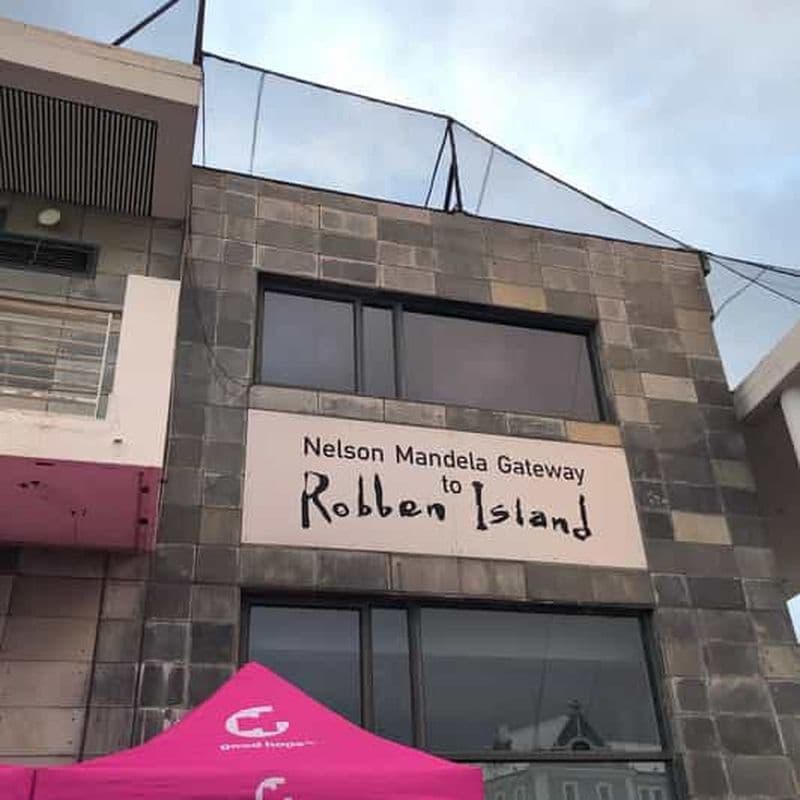 Nelson Mandela Gateway
to
Robben Island
Good hope